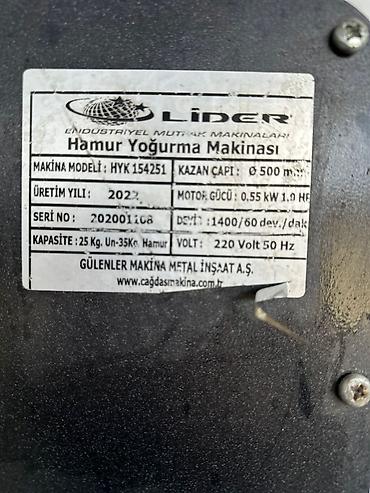 LİDER
ENDÜSTRİYEL MUTFAK MAKİNALARI
Hamur Yoğurma Makinası
MAKİNA MODELİ : HYK 154251 KAZAN ÇAPI : Ø 500 mm
ÜRETİM YILI : 2022 MOTOR GÜCÜ : 0,55 kW 1.0 HP
SERI NO : 202001108 DEVİR : 1400/60 dev./dak
KAPASİTE : 25 Kg. Un-35Kg. Hamur VOLT : 220 Volt 50 Hz
GÜLENLER MAKİNA METAL İNŞAAT A.Ş.
www.cağdasmakina.com.tr